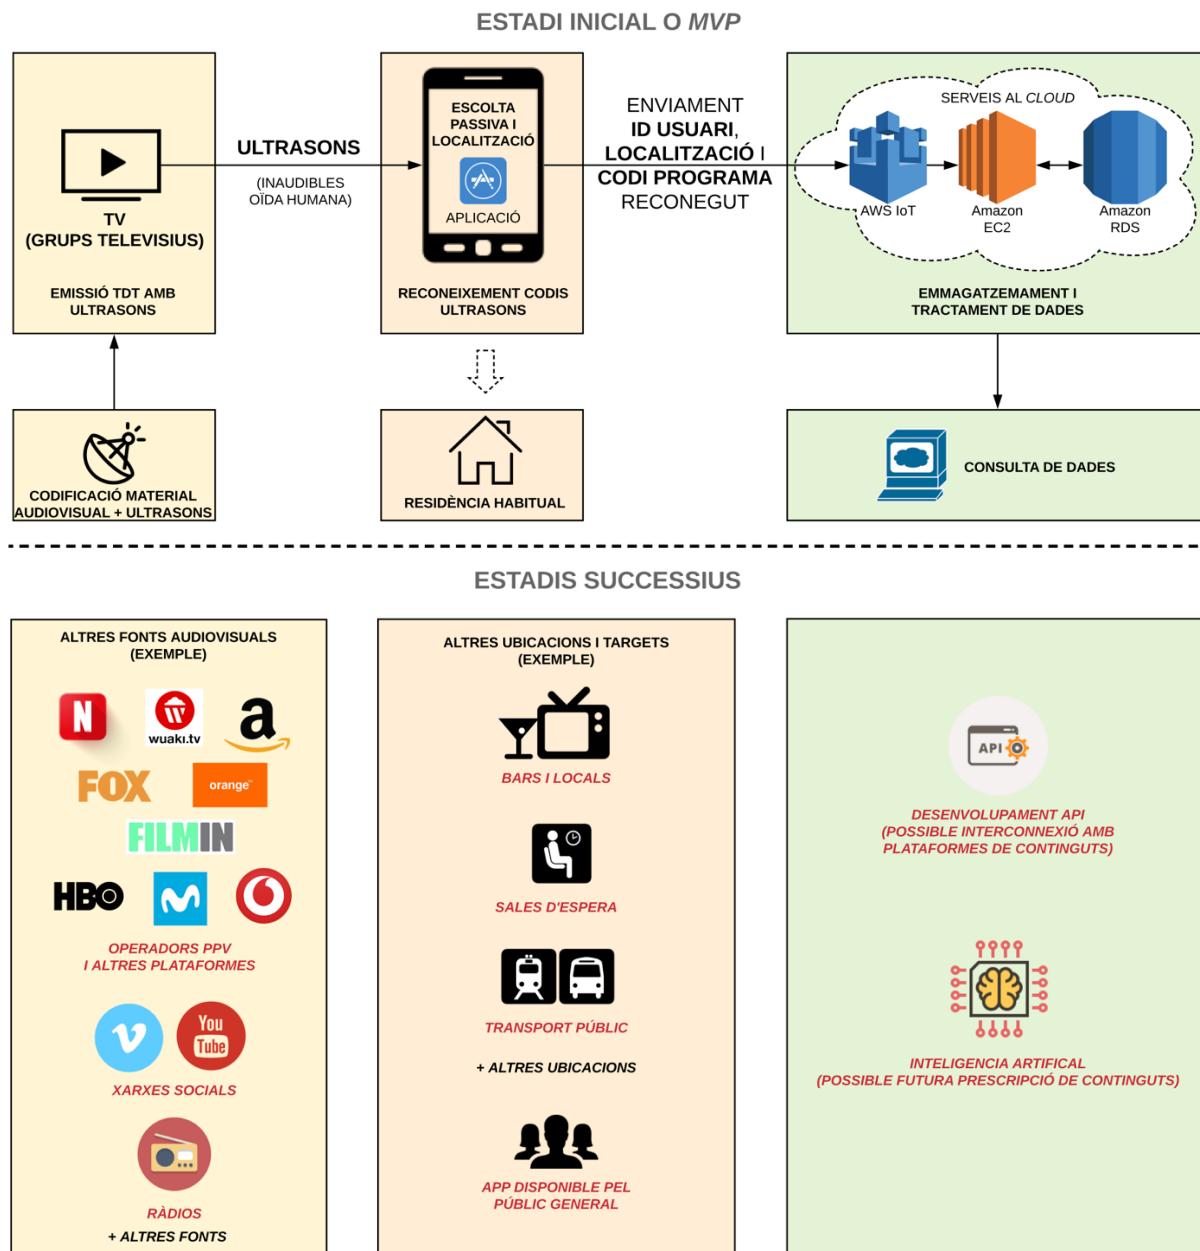 ESTADI INICIAL O MVP
TV
(GRUPS TELEVISIUS)
EMISSIÓ TDT AMB
ULTRASONS
ULTRASONS
(INAUDIBLES
OÏDA HUMANA)
ESCOLTA
PASSIVA I
LOCALITZACIÓ
APLICACIÓ
RECONEIXEMENT CODIS
ULTRASONS
ENVIAMENT
ID USUARI,
LOCALITZACIÓ I
CODI PROGRAMA
RECONEGUT
SERVEIS AL CLOUD
AWS IoT
Amazon
EC2
Amazon
RDS
EMMAGATZEMAMENT I
TRACTAMENT DE DADES
CODIFICACIÓ MATERIAL
AUDIOVISUAL + ULTRASONS
RESIDÈNCIA HABITUAL
CONSULTA DE DADES
ESTADIS SUCCESSIUS
ALTRES FONTS AUDIOVISUALS
(EXEMPLE)
N
wuaki.tv
a
FOX
orange™
FILMIN
HBO
OPERADORS PPV
I ALTRES PLATAFORMES
v
You
Tube
XARXES SOCIALS
RÀDIOS
+ ALTRES FONTS
ALTRES UBICACIONS I TARGETS
(EXEMPLE)
BARS I LOCALS
SALES D'ESPERA
TRANSPORT PÚBLIC
+ ALTRES UBICACIONS
APP DISPONIBLE PEL
PÚBLIC GENERAL
API
DESENVOLUPAMENT API
(POSSIBLE INTERCONNEXIÓ AMB
PLATAFORMES DE CONTINGUTS)
INTELIGENCIA ARTIFICAL
(POSSIBLE FUTURA PRESCRIPCIÓ DE CONTINGUTS)